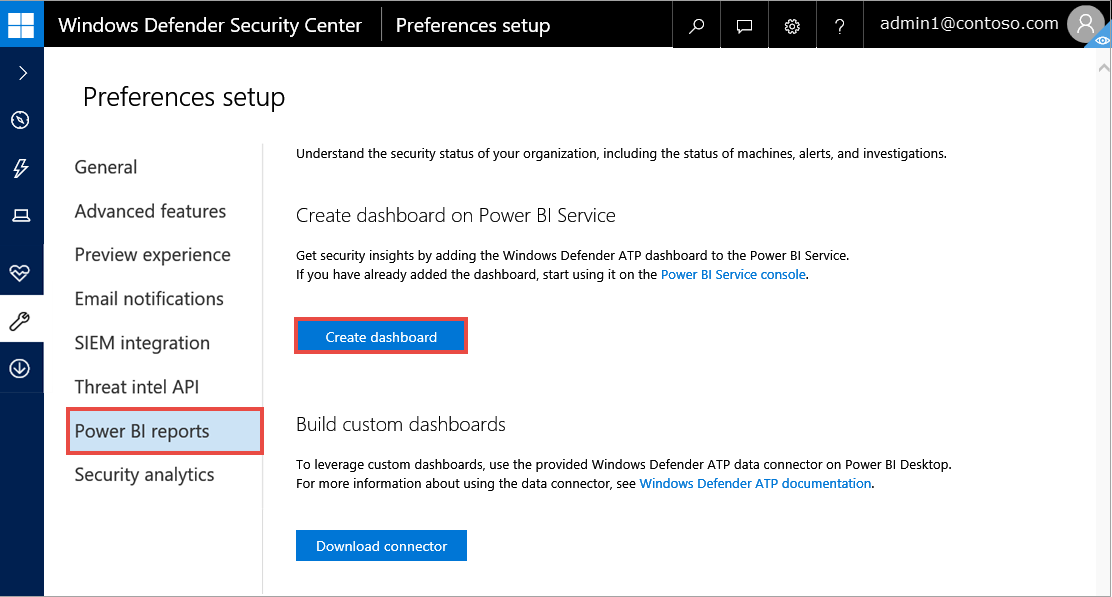 Windows Defender Security Center
Preferences setup
?
admin1@contoso.com
Preferences setup
General
Advanced features
Preview experience
Email notifications
SIEM integration
Threat intel API
Power BI reports
Security analytics
Understand the security status of your organization, including the status of machines, alerts, and investigations.
Create dashboard on Power BI Service
Get security insights by adding the Windows Defender ATP dashboard to the Power BI Service.
If you have already added the dashboard, start using it on the Power BI Service console.
Create dashboard
Build custom dashboards
To leverage custom dashboards, use the provided Windows Defender ATP data connector on Power BI Desktop.
For more information about using the data connector, see Windows Defender ATP documentation.
Download connector